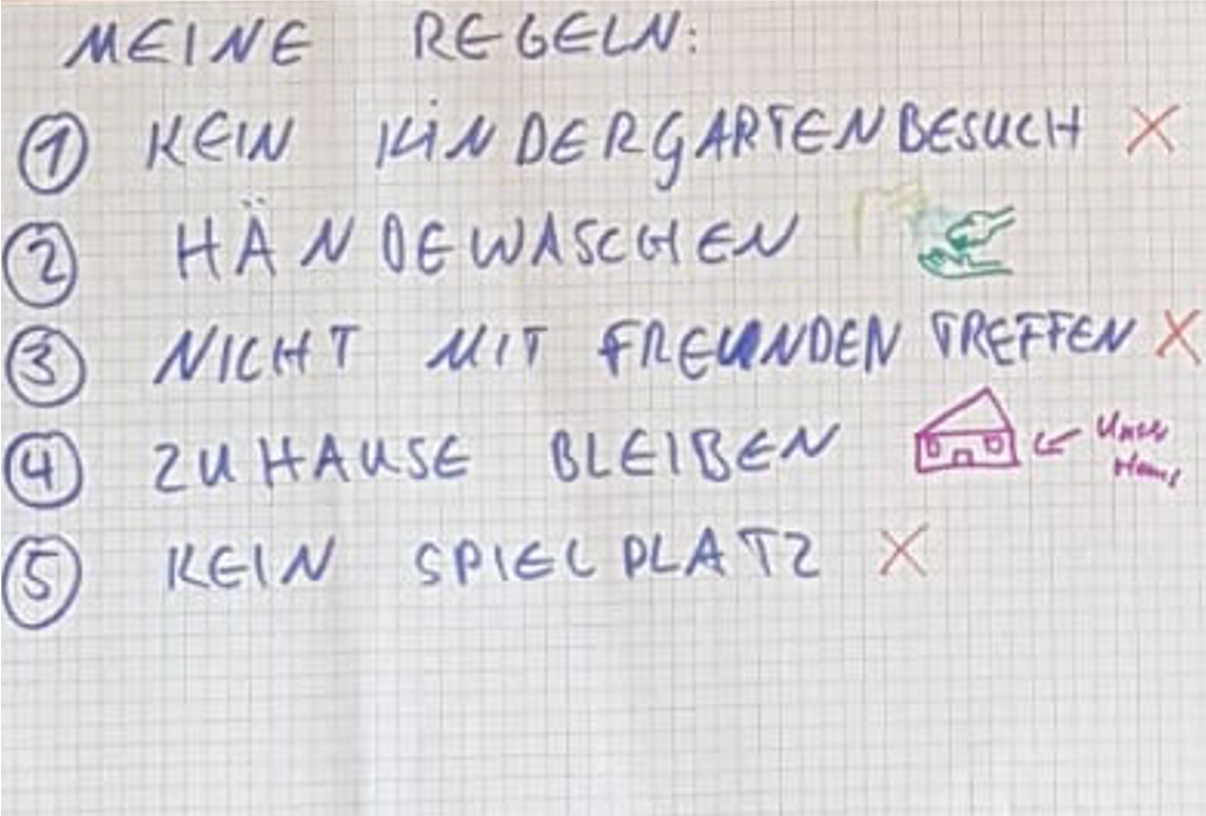 MEINE REGELN:
1 KEIN KINDERGARTENBESUCH X
2 HÄNDEWASCHEN
3 NICHT MIT FREUNDEN TREFFEN X
4 ZUHAUSE BLEIBEN
Unser
Haus
5 KEIN SPIELPLATZ X